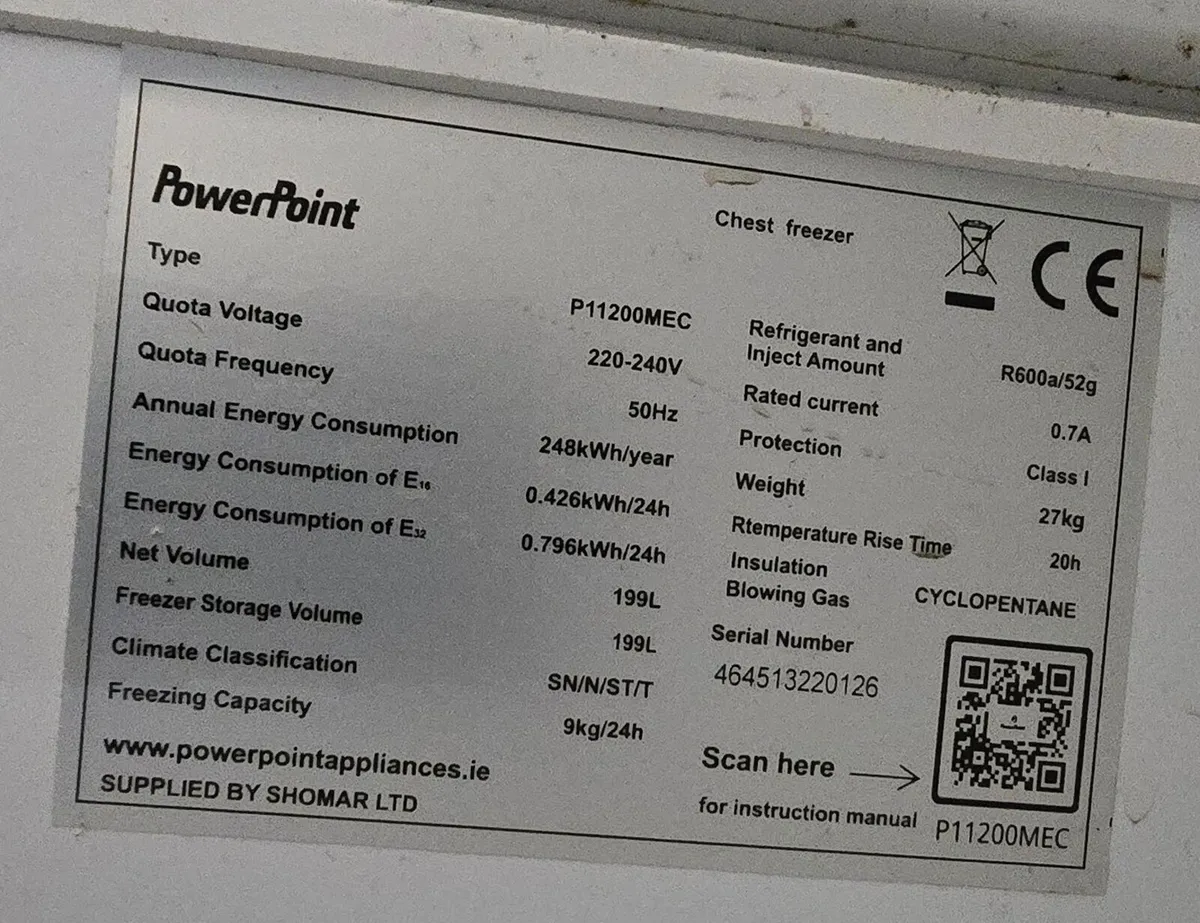 PowerPoint
Chest freezer
CE
Type P11200MEC
Quota Voltage 220-240V
Quota Frequency 50Hz
Annual Energy Consumption 248kWh/year
Energy Consumption of E₁₆ 0.426kWh/24h
Energy Consumption of E₃₂ 0.796kWh/24h
Net Volume 199L
Freezer Storage Volume 199L
Climate Classification SN/N/ST/T
Freezing Capacity 9kg/24h
www.powerpointappliances.ie
SUPPLIED BY SHOMAR LTD
Refrigerant and
Inject Amount R600a/52g
Rated current 0.7A
Protection Class I
Weight 27kg
Rtemperature Rise Time 20h
Insulation
Blowing Gas CYCLOPENTANE
Serial Number
464513220126
Scan here
for instruction manual
P11200MEC